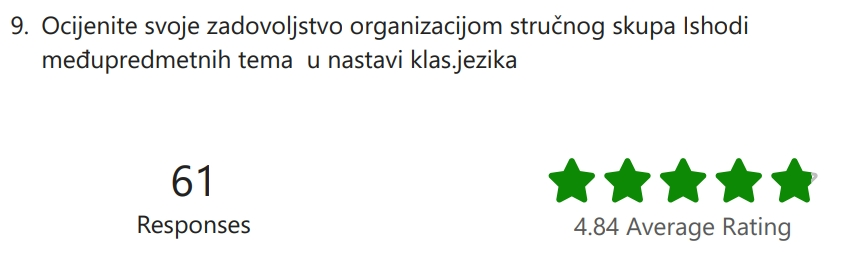 9. Ocijenite svoje zadovoljstvo organizacijom stručnog skupa Ishodi
međupredmetnih tema  u nastavi klas.jezika
61
Responses
4.84 Average Rating